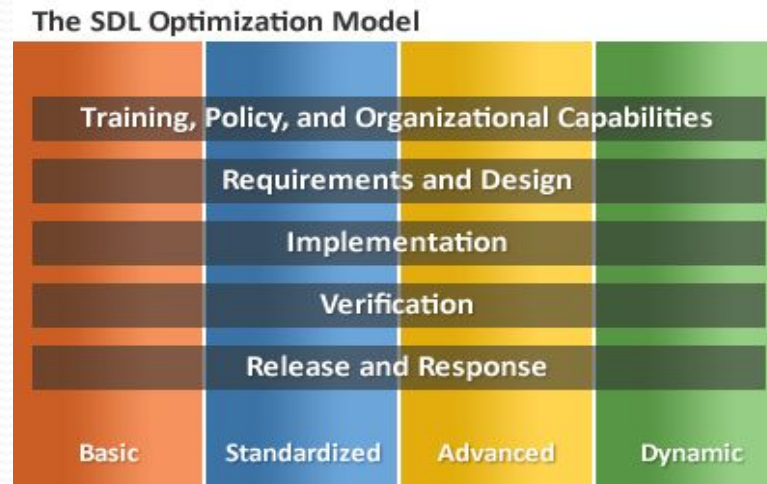 The SDL Optimization Model
Training, Policy, and Organizational Capabilities
Requirements and Design
Implementation
Verification
Release and Response
Basic Standardized Advanced Dynamic